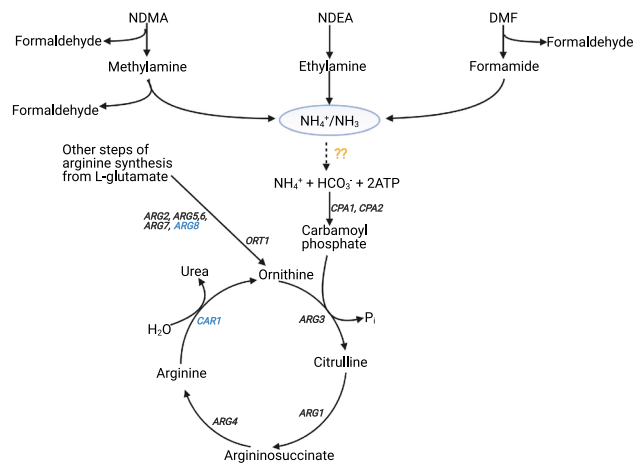 NDMA
NDEA
DMF
Formaldehyde
Formaldehyde
Methylamine
Ethylamine
Formamide
Formaldehyde
NH₄⁺/NH₃
??
Other steps of
arginine synthesis
from L-glutamate
NH₄⁺ + HCO₃⁻ + 2ATP
CPA1, CPA2
ARG2, ARG5,6,
ARG7, ARG8
Carbamoyl
phosphate
ORT1
Urea
Ornithine
H₂O
CAR1
ARG3
Pᵢ
Citrulline
Arginine
ARG4
ARG1
Argininosuccinate